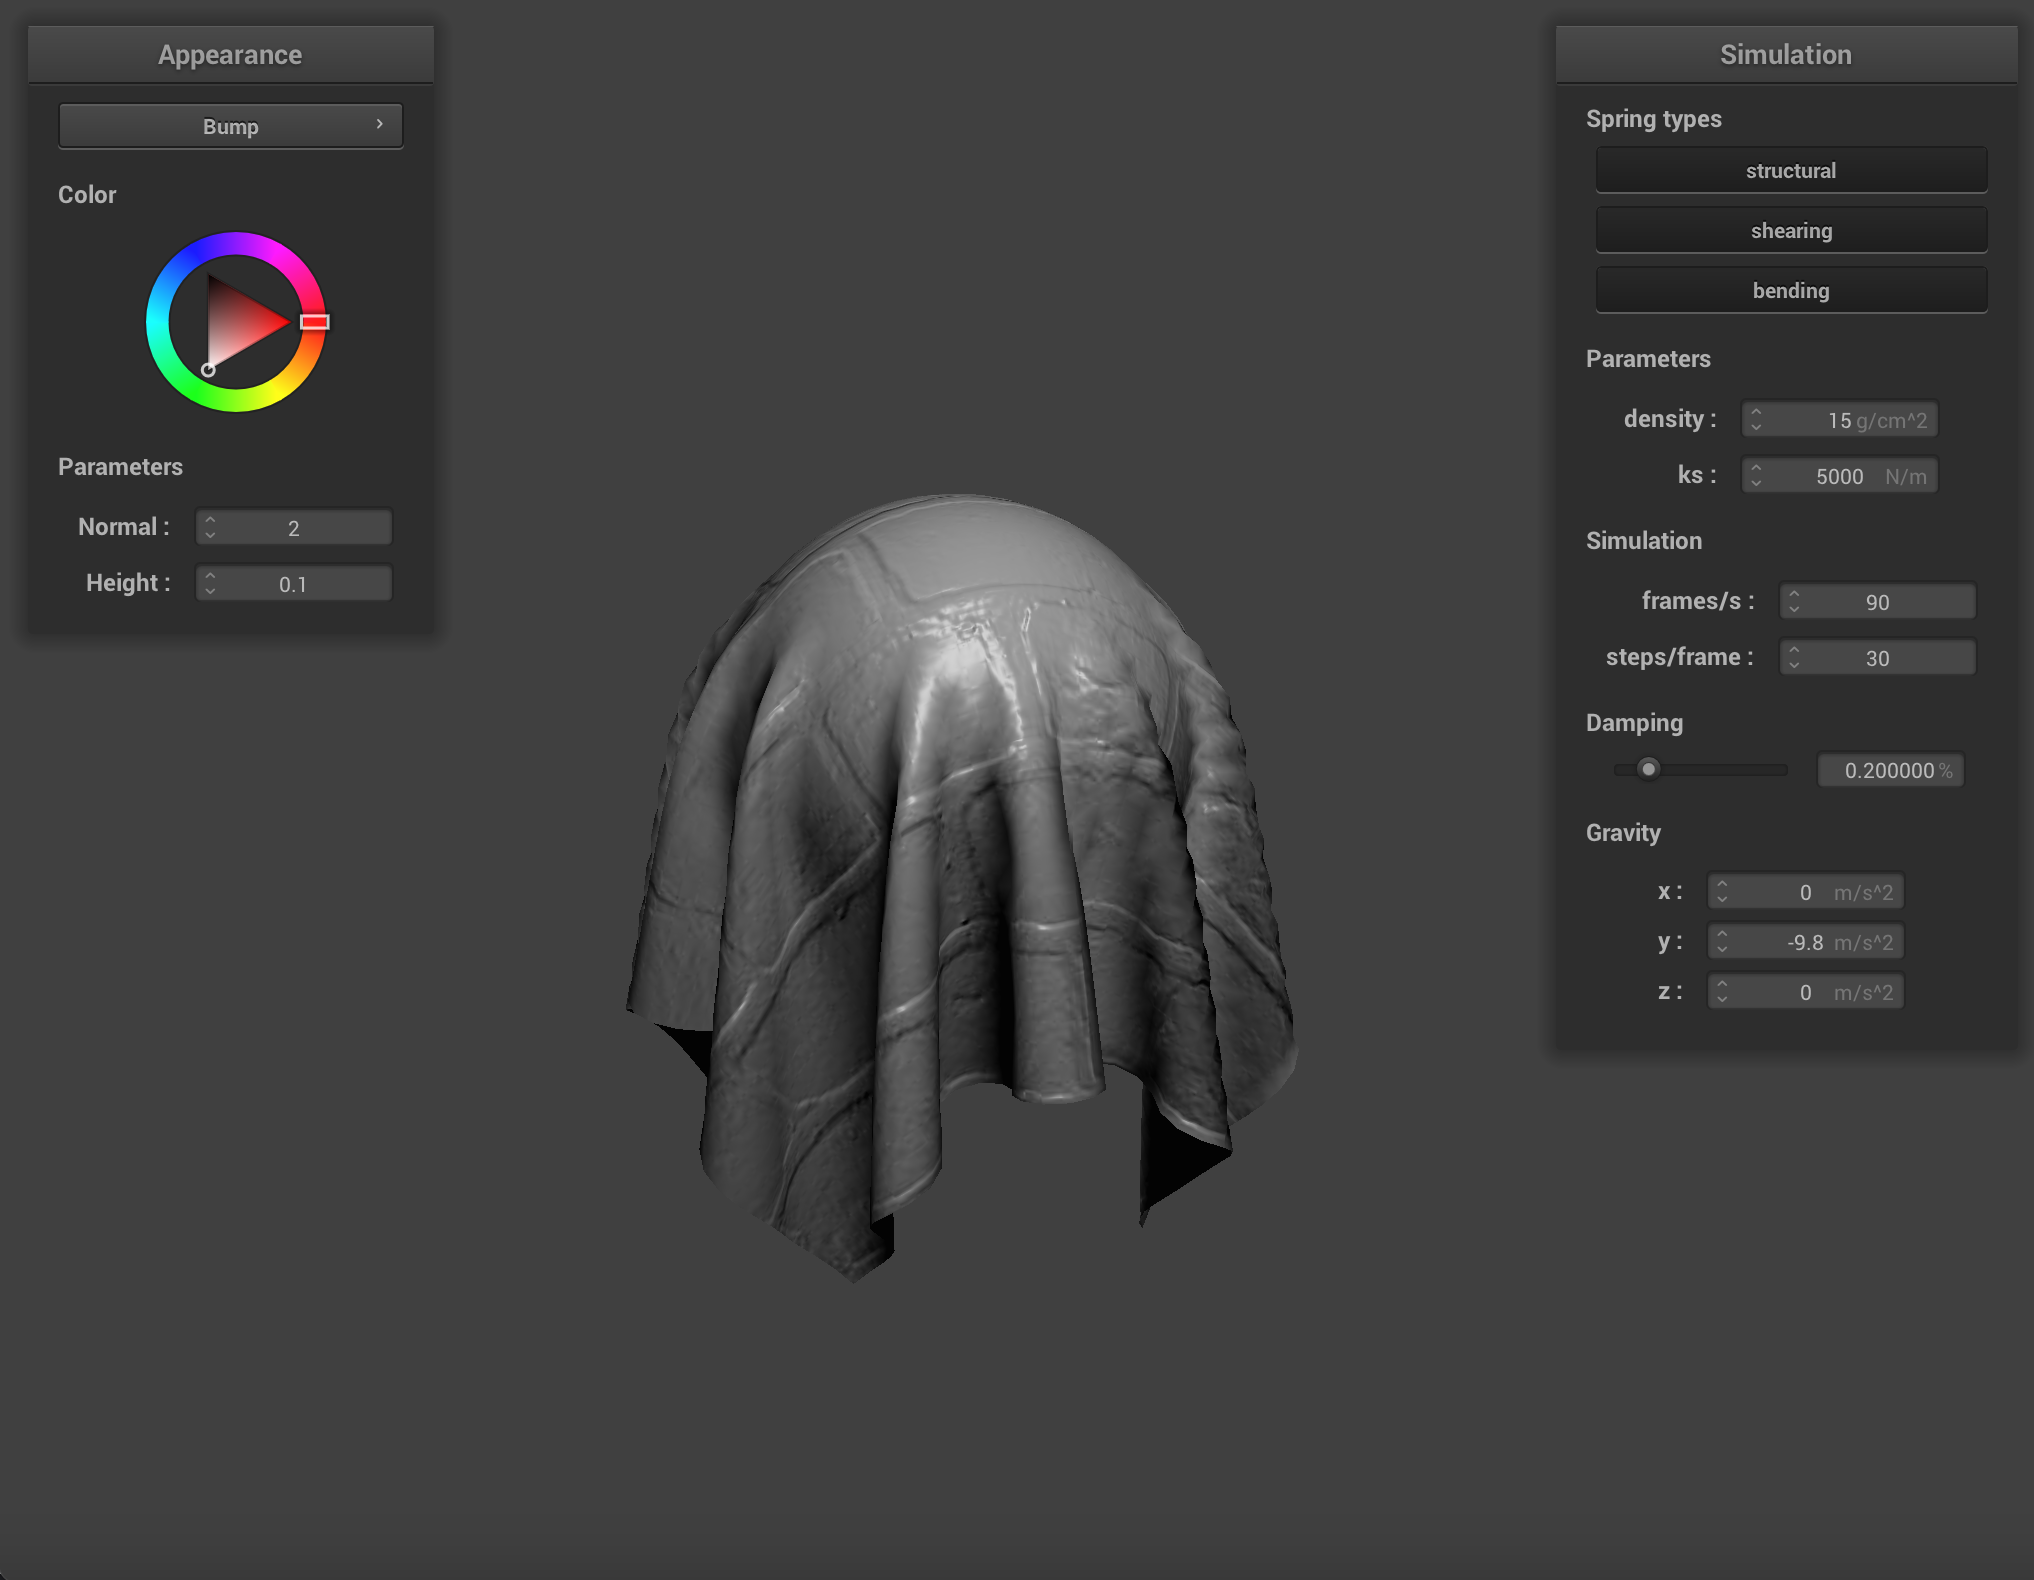 Appearance
Bump
Color
Parameters
Normal : 2
Height : 0.1
Simulation
Spring types
structural
shearing
bending
Parameters
density : 15 g/cm^2
ks : 5000 N/m
Simulation
frames/s : 90
steps/frame : 30
Damping
0.200000 %
Gravity
x : 0 m/s^2
y : -9.8 m/s^2
z : 0 m/s^2